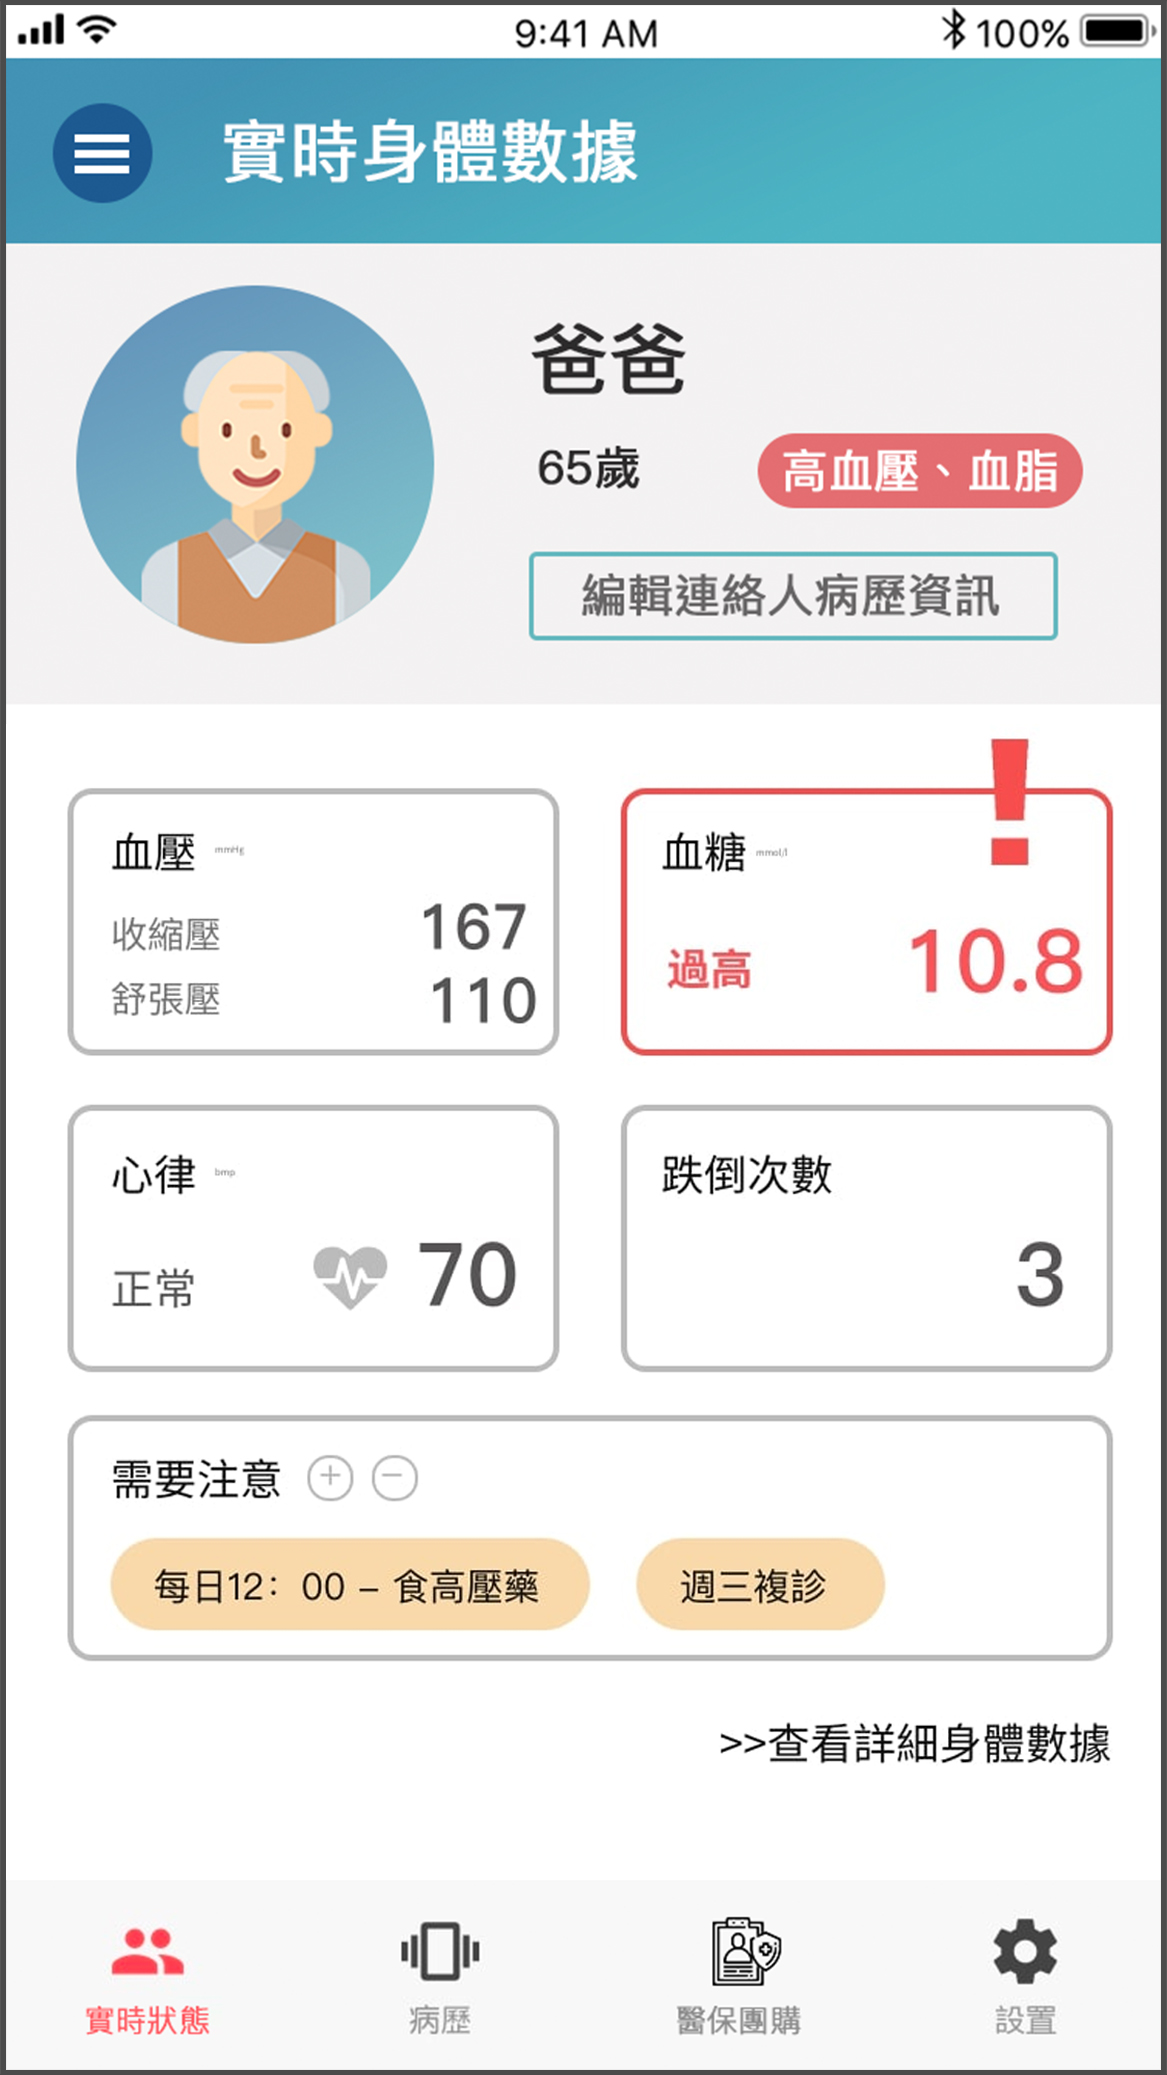 9:41 AM 100%
實時身體數據
爸爸
65歲 高血壓、血脂
編輯連絡人病歷資訊
血壓 mmHg
收縮壓 167
舒張壓 110
血糖 mmol/l
過高 10.8
心律 bmp
正常 70
跌倒次數
3
需要注意
每日12：00 – 食高壓藥
週三複診
>>查看詳細身體數據
實時狀態 病歷 醫保團購 設置